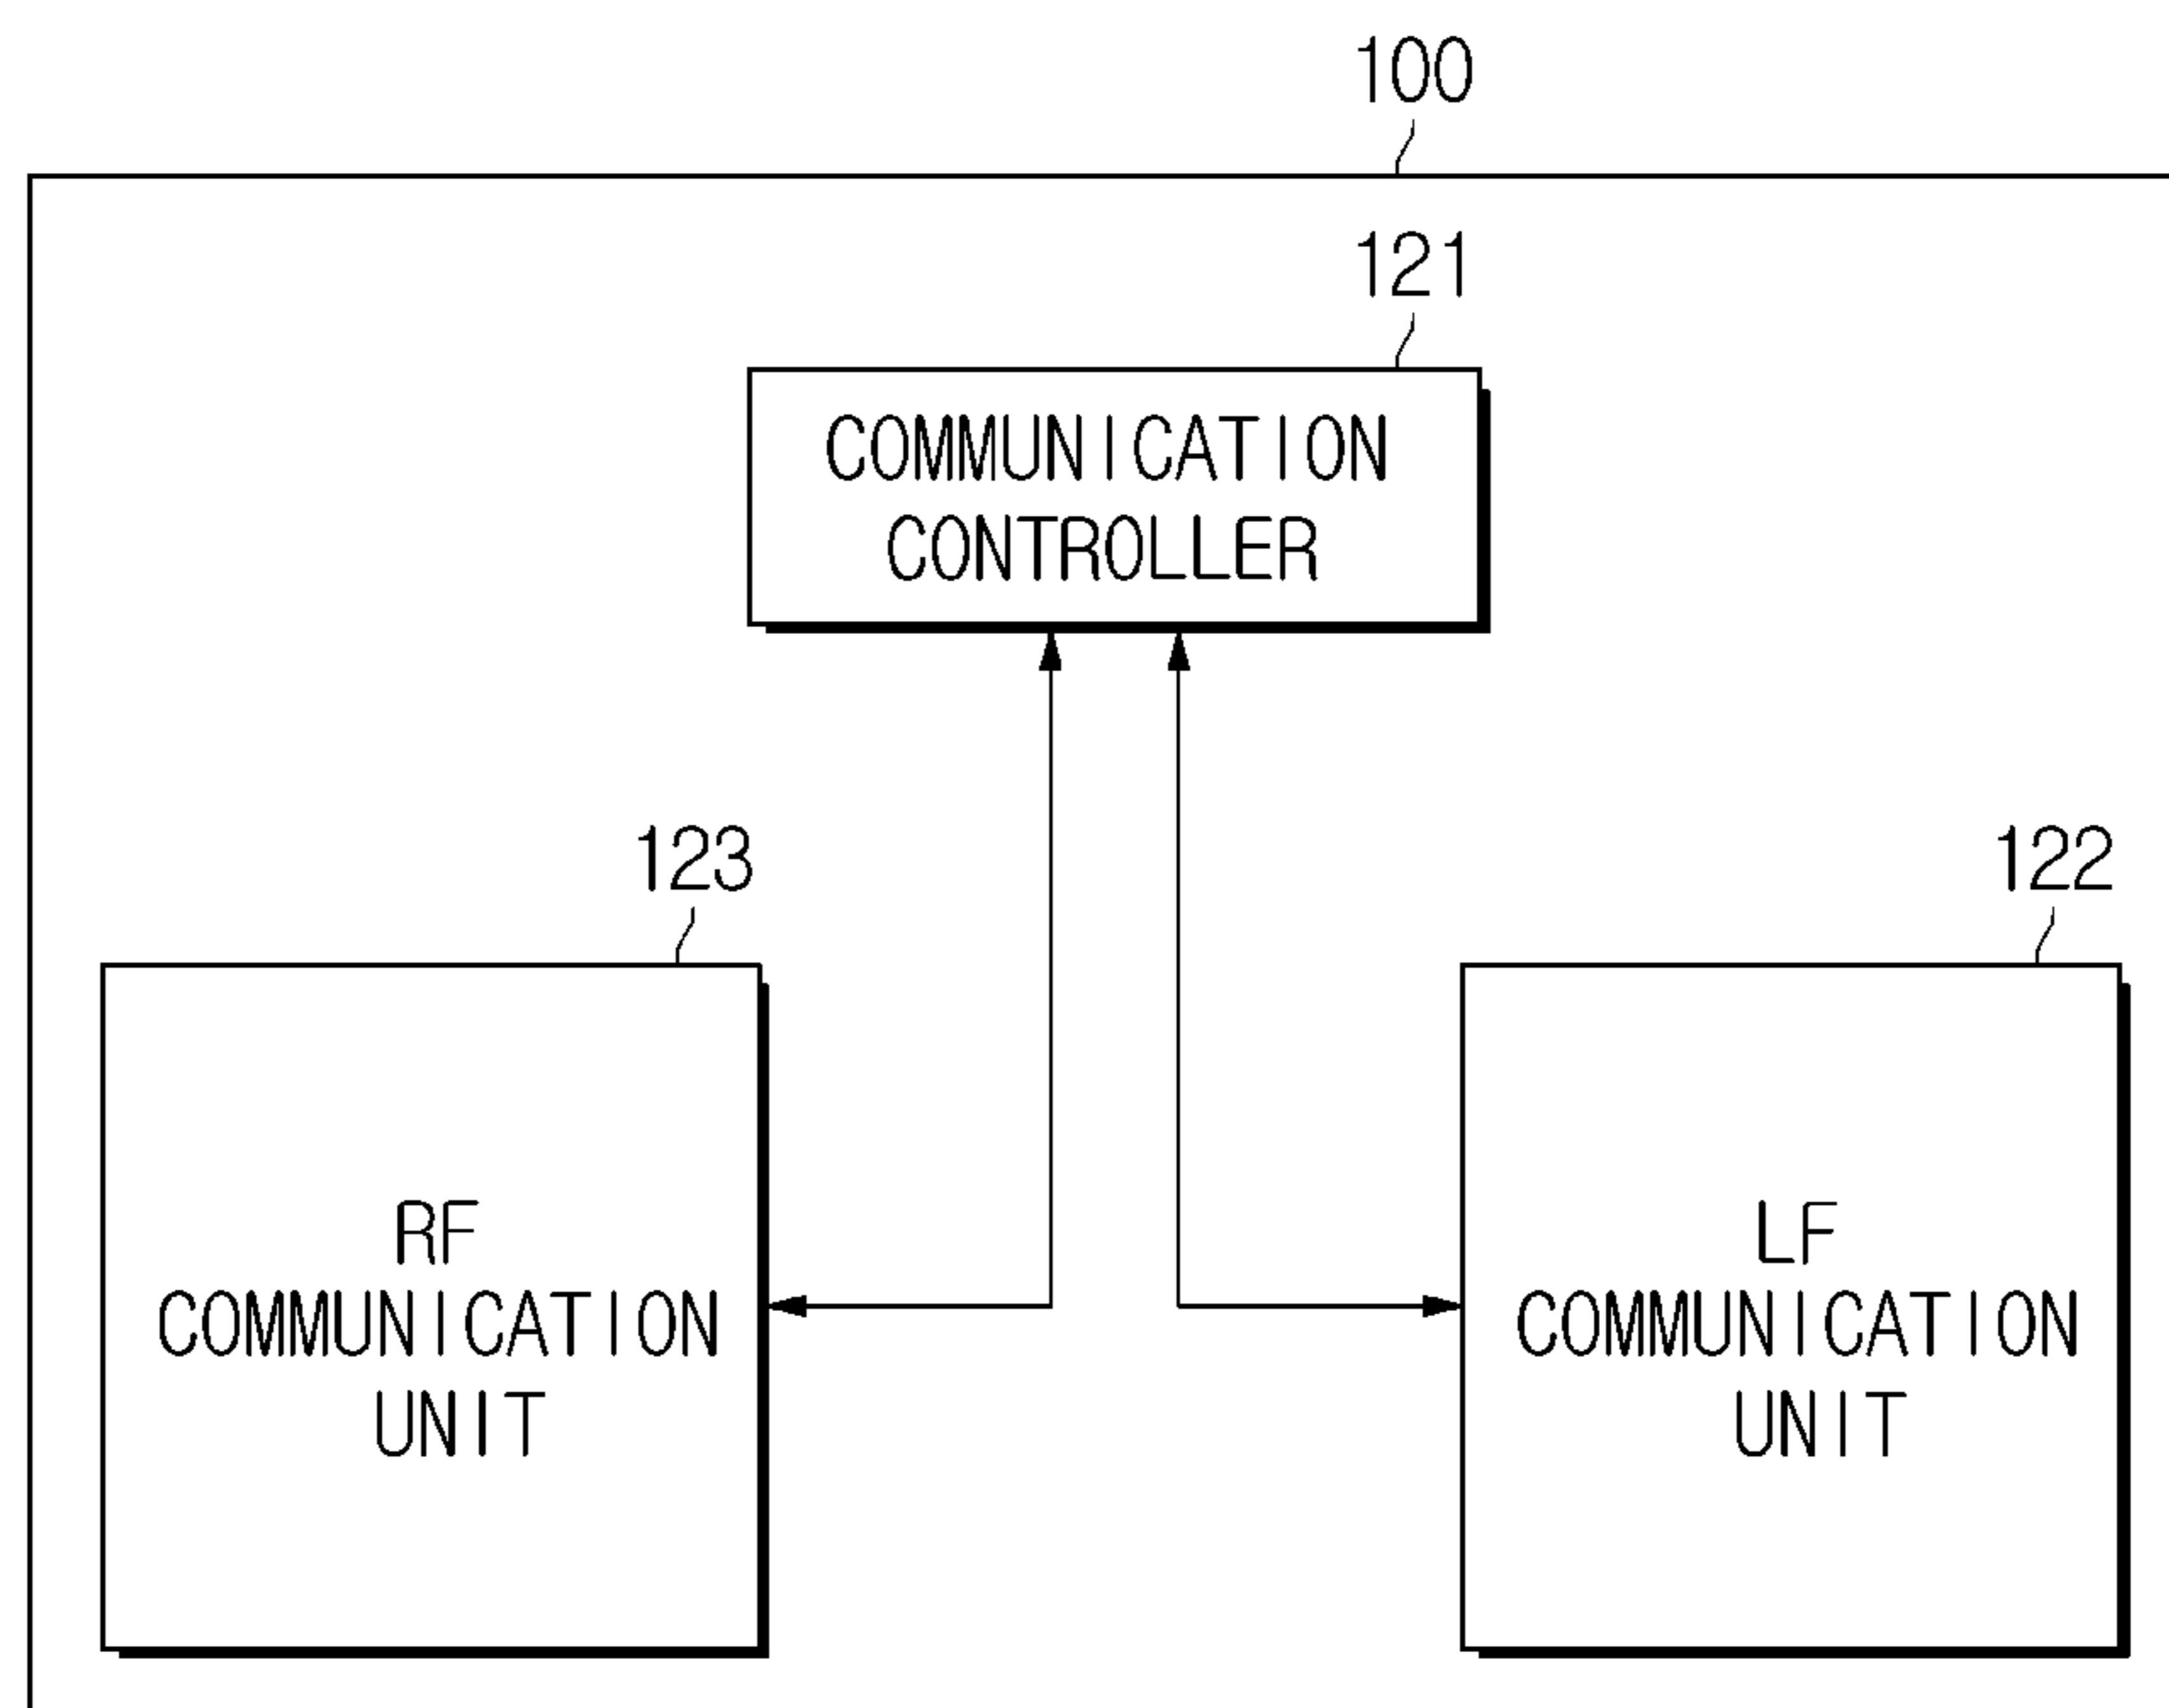 100
121
COMMUNICATION
CONTROLLER
123
122
RF
COMMUNICATION
UNIT
LF
COMMUNICATION
UNIT